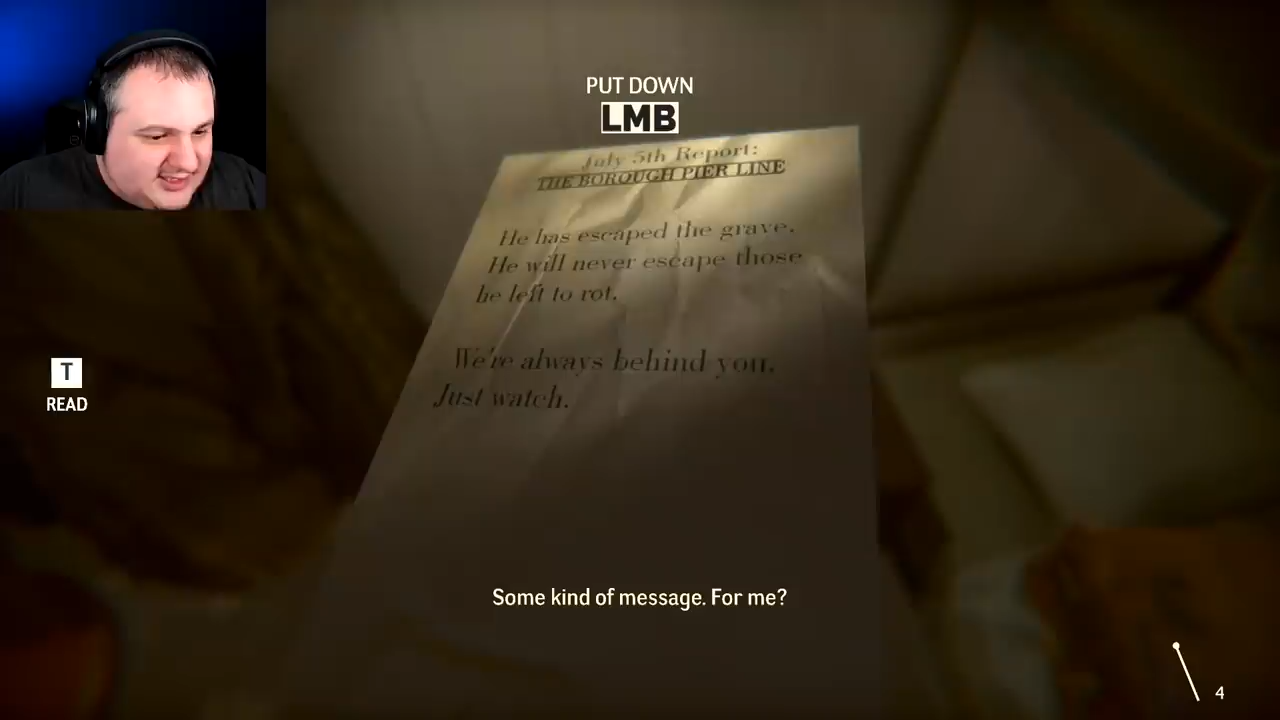 PUT DOWN
LMB
July 5th Report:
THE BOROUGH PIER LINE
He has escaped the grave.
He will never escape those
he left to rot.
We're always behind you.
Just watch.
T
READ
Some kind of message. For me?
4